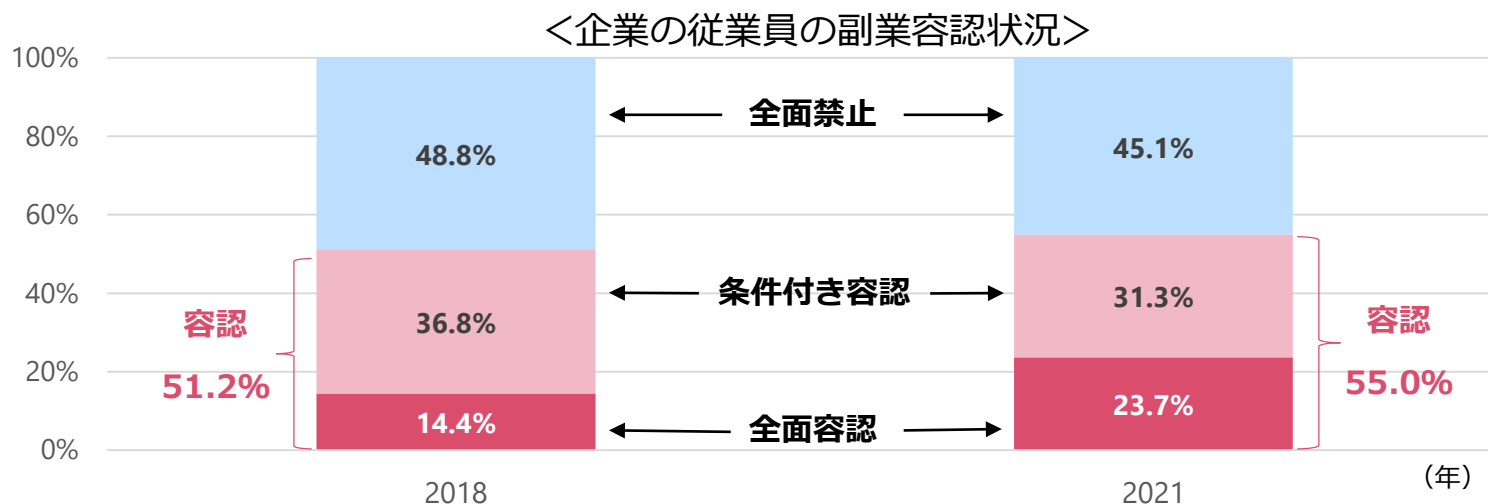 ＜企業の従業員の副業容認状況＞
100%
80%
60%
40%
20%
0%
48.8%
36.8%
14.4%
容認
51.2%
全面禁止
条件付き容認
全面容認
45.1%
31.3%
23.7%
容認
55.0%
2018
2021
（年）